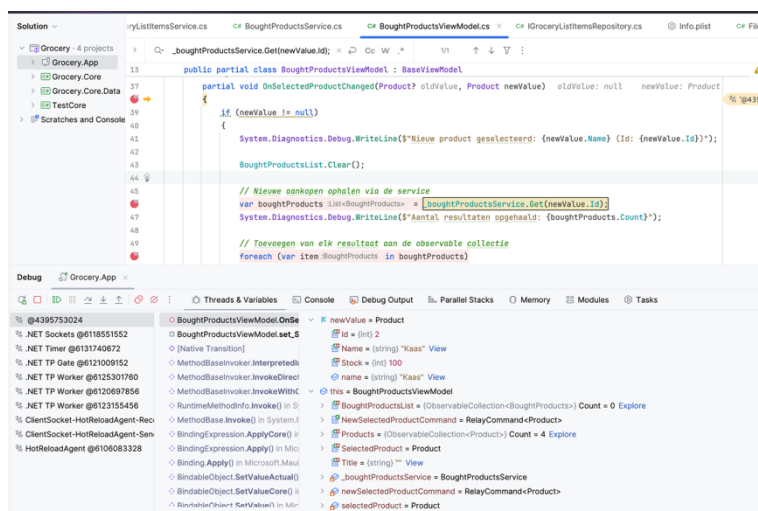 Solution
ryListItemsService.cs
C# BoughtProductsService.cs
C# BoughtProductsViewModel.cs ×
C# IGroceryListItemsRepository.cs
Info.plist
C# File
Grocery · 4 projects
Grocery.App
Grocery.Core
Grocery.Core.Data
TestCore
Scratches and Console
_boughtProductsService.Get(newValue.Id); × Cc W .* 1/1
13 public partial class BoughtProductsViewModel : BaseViewModel
37 partial void OnSelectedProductChanged(Product? oldValue, Product newValue) oldValue: null newValue: Product
{ '@439
39 if (newValue != null)
40 {
41 System.Diagnostics.Debug.WriteLine($"Nieuw product geselecteerd: {newValue.Name} (Id: {newValue.Id})");
42
43 BoughtProductsList.Clear();
44
45 // Nieuwe aankopen ophalen via de service
var boughtProducts :List<BoughtProducts> = _boughtProductsService.Get(newValue.Id);
47 System.Diagnostics.Debug.WriteLine($"Aantal resultaten opgehaald: {boughtProducts.Count}");
48
49 // Toevoegen van elk resultaat aan de observable collectie
foreach (var item :BoughtProducts in boughtProducts)
Debug Grocery.App ×
Threads & Variables Console Debug Output Parallel Stacks Memory Modules Tasks
@4395753024
.NET Sockets @6118551552
.NET Timer @6131740672
.NET TP Gate @6121009152
.NET TP Worker @6125301760
.NET TP Worker @6120697856
.NET TP Worker @6123155456
ClientSocket-HotReloadAgent-Rece
ClientSocket-HotReloadAgent-Sen
HotReloadAgent @6106083328
BoughtProductsViewModel.OnSe
BoughtProductsViewModel.set_S
[Native Transition]
MethodBaseInvoker.InterpretedIn
MethodBaseInvoker.InvokeDirect
MethodBaseInvoker.InvokeWithC
RuntimeMethodInfo.Invoke() in S
MethodBase.Invoke() in System.F
BindingExpression.ApplyCore() in
BindingExpression.Apply() in Micr
Binding.Apply() in Microsoft.Maui
BindableObject.SetValueActual()
BindableObject.SetValueCore() i
BindableObject.SetValue() in Mic
newValue = Product
Id = {int} 2
Name = {string} "Kaas" View
Stock = {int} 100
name = {string} "Kaas" View
this = BoughtProductsViewModel
BoughtProductsList = {ObservableCollection<BoughtProducts>} Count = 0 Explore
NewSelectedProductCommand = RelayCommand<Product>
Products = {ObservableCollection<Product>} Count = 4 Explore
SelectedProduct = Product
Title = {string} "" View
_boughtProductsService = BoughtProductsService
newSelectedProductCommand = RelayCommand<Product>
selectedProduct = Product